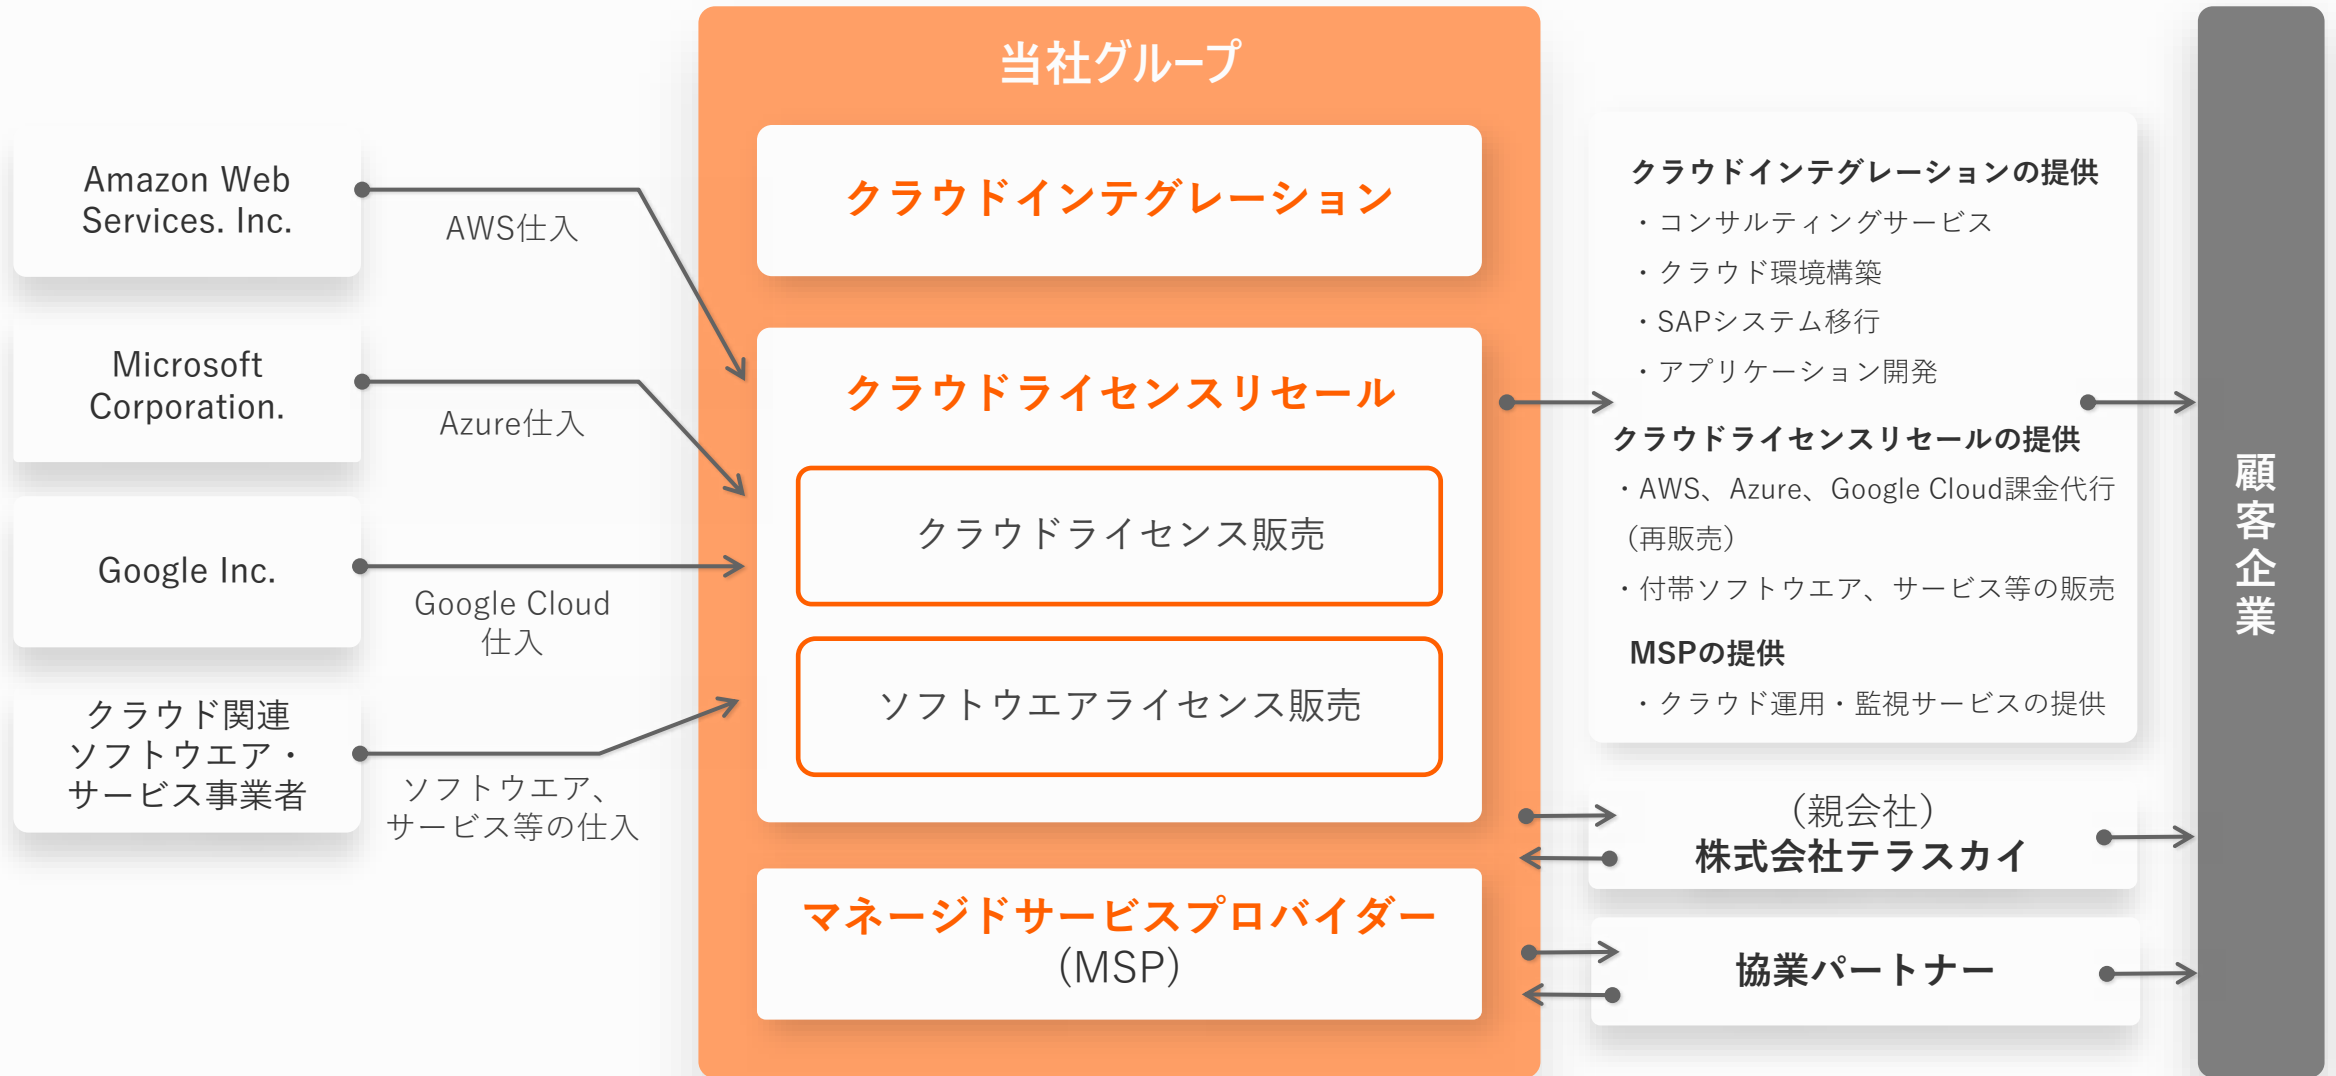 当社グループ
Amazon Web
Services. Inc.
AWS仕入
Microsoft
Corporation.
Azure仕入
Google Inc.
Google Cloud
仕入
クラウド関連
ソフトウエア・
サービス事業者
ソフトウエア、
サービス等の仕入
クラウドインテグレーション
クラウドライセンスリセール
クラウドライセンス販売
ソフトウエアライセンス販売
マネージドサービスプロバイダー
(MSP)
クラウドインテグレーションの提供
・コンサルティングサービス
・クラウド環境構築
・SAPシステム移行
・アプリケーション開発
クラウドライセンスリセールの提供
・AWS、Azure、Google Cloud課金代行
（再販売）
・付帯ソフトウエア、サービス等の販売
MSPの提供
・クラウド運用・監視サービスの提供
（親会社）
株式会社テラスカイ
協業パートナー
顧客企業